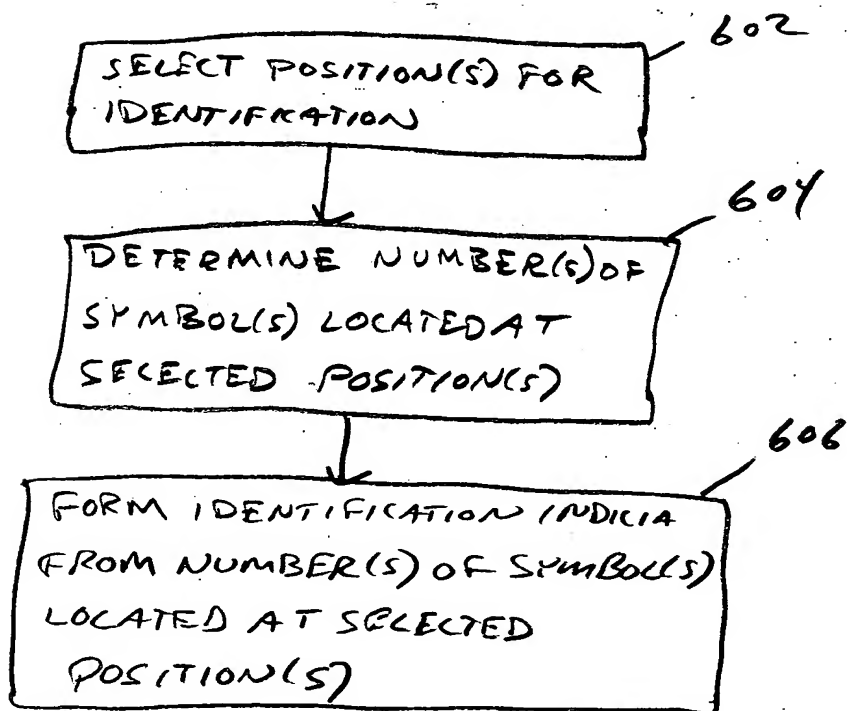 602
SELECT POSITION(S) FOR
IDENTIFICATION
604
DETERMINE NUMBER(S) OF
SYMBOL(S) LOCATED AT
SELECTED POSITION(S)
606
FORM IDENTIFICATION INDICIA
FROM NUMBER(S) OF SYMBOL(S)
LOCATED AT SELECTED
POSITION(S)